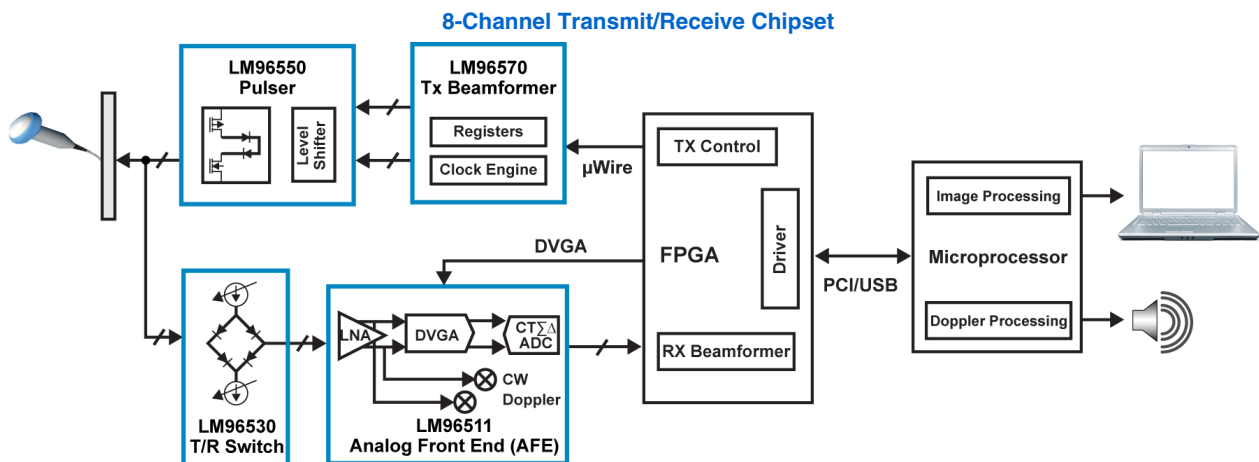 8-Channel Transmit/Receive Chipset
LM96550
Pulser
Level
Shifter
LM96570
Tx Beamformer
Registers
Clock Engine
µWire
TX Control
FPGA
Driver
RX Beamformer
DVGA
PCI/USB
Image Processing
Microprocessor
Doppler Processing
LM96530
T/R Switch
LNA
DVGA
CTΣΔ
ADC
CW
Doppler
LM96511
Analog Front End (AFE)